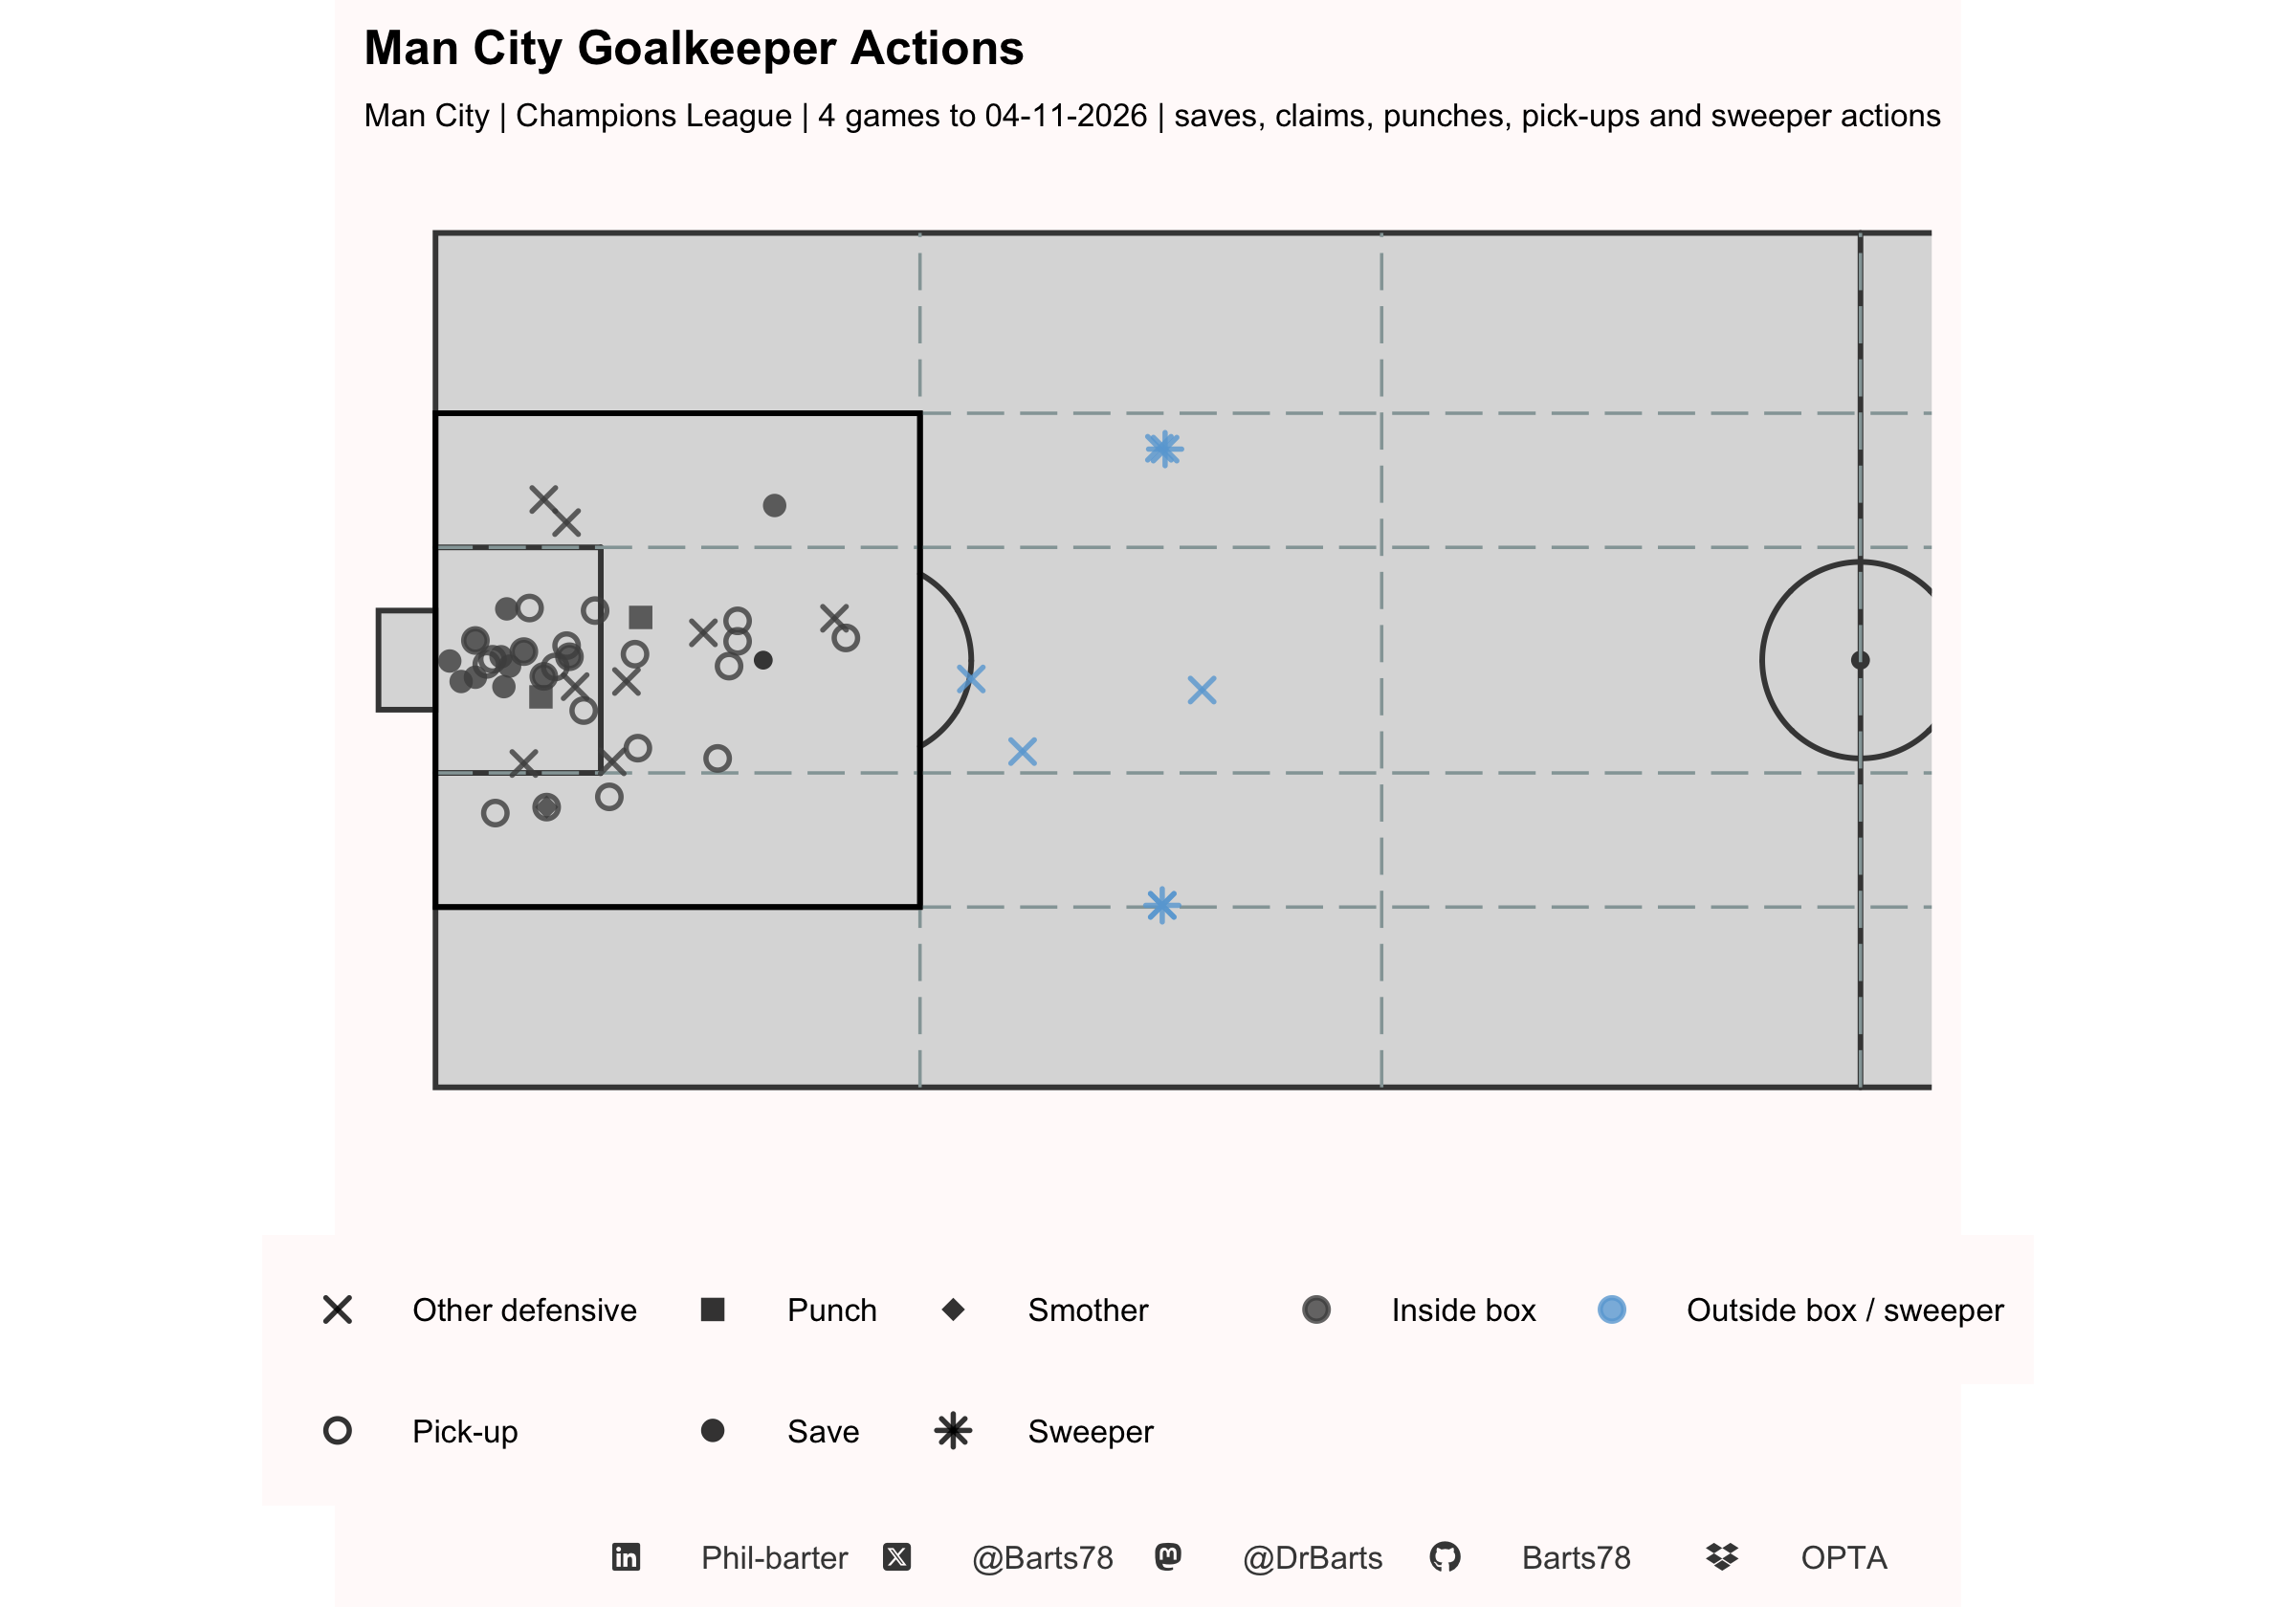 Man City Goalkeeper Actions
Man City | Champions League | 4 games to 04-11-2026 | saves, claims, punches, pick-ups and sweeper actions
Other defensive Punch Smother Inside box Outside box / sweeper
Pick-up Save Sweeper
Phil-barter @Barts78 @DrBarts Barts78 OPTA